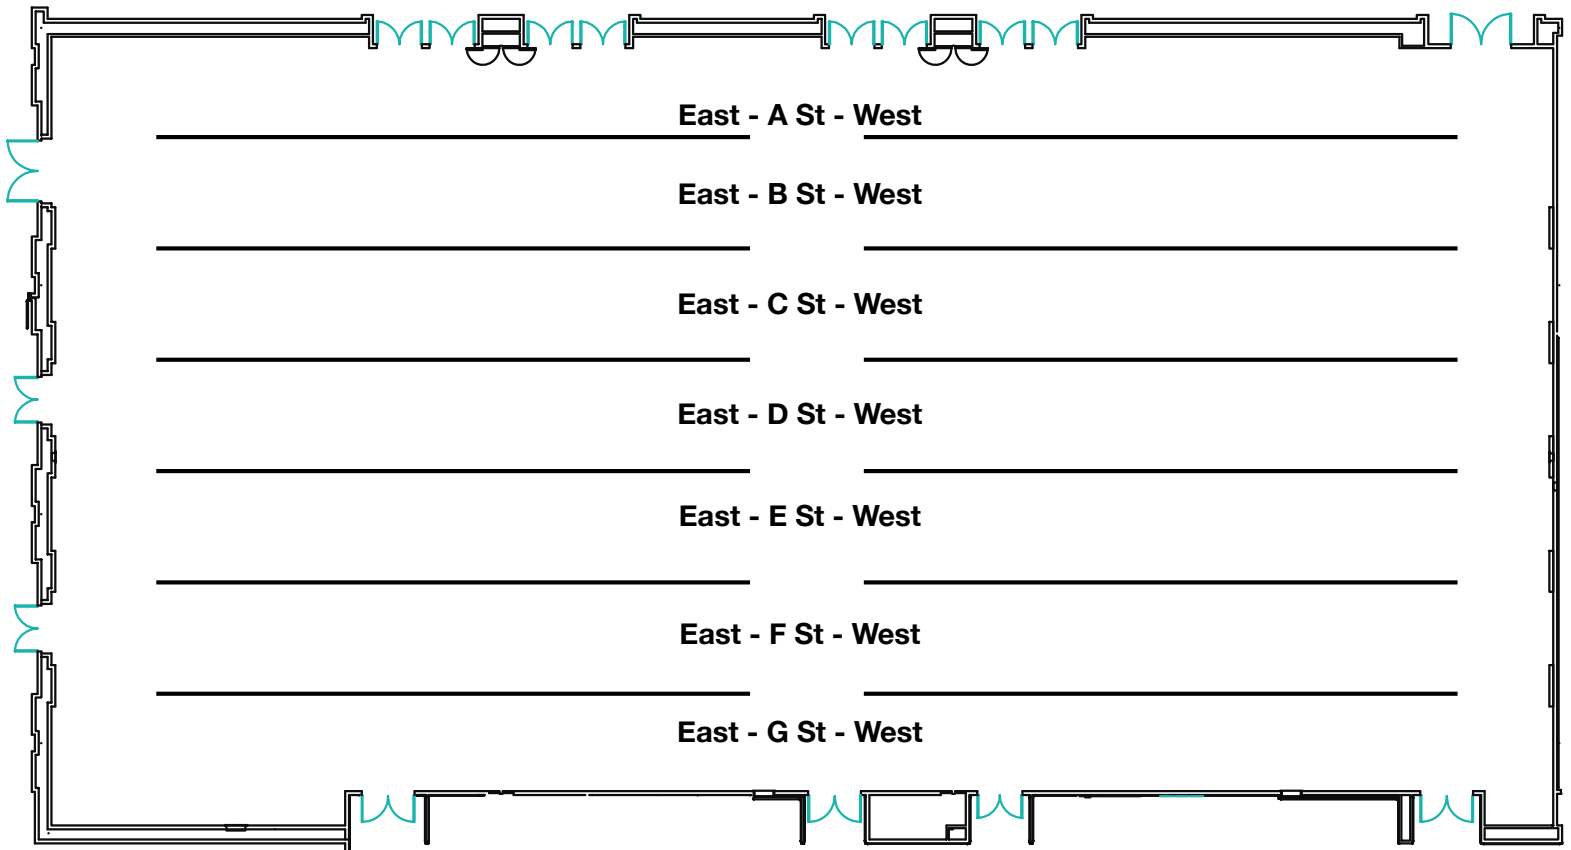 East - A St - West
East - B St - West
East - C St - West
East - D St - West
East - E St - West
East - F St - West
East - G St - West